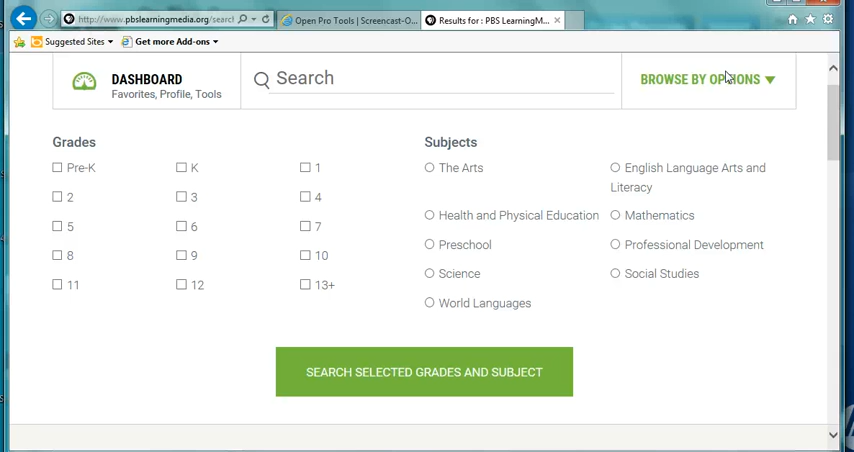 http://www.pbslearningmedia.org/search
Open Pro Tools | Screencast-O...
Results for : PBS LearningM...
Suggested Sites
Get more Add-ons
DASHBOARD
Favorites, Profile, Tools
Search
BROWSE BY OPTIONS
Grades
Subjects
Pre-K K 1
The Arts
English Language Arts and
Literacy
2 3 4
Health and Physical Education
Mathematics
5 6 7
Preschool
Professional Development
8 9 10
Science
Social Studies
11 12 13+
World Languages
SEARCH SELECTED GRADES AND SUBJECT